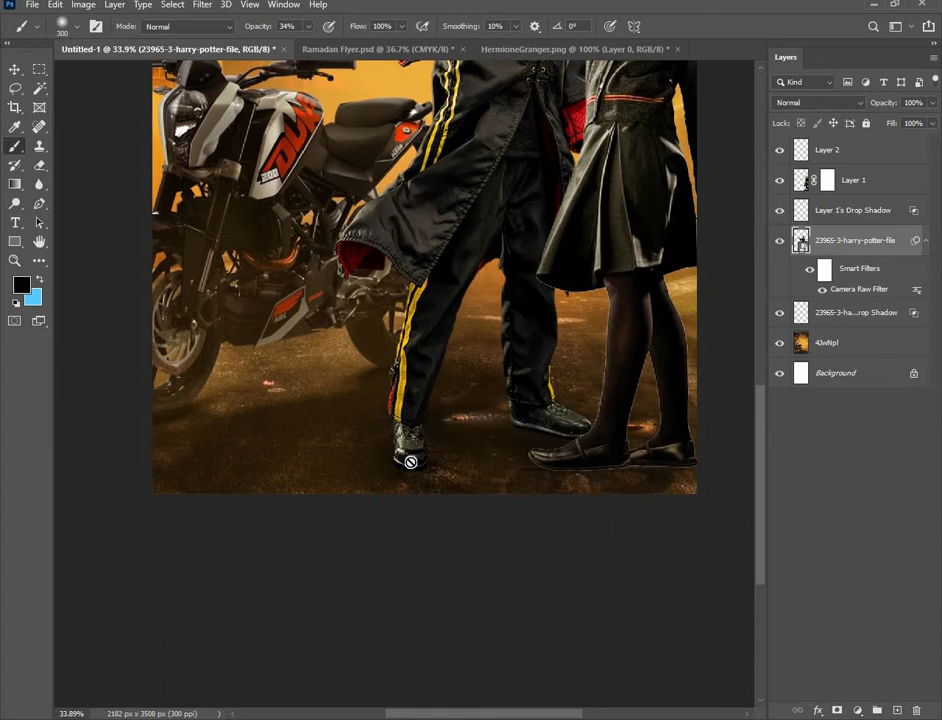 File Edit Image Layer Type Select Filter 3D View Window Help
300 Mode: Normal Opacity: 34% Flow: 100% Smoothing: 10% 0°
Untitled-1 @ 33.9% (23965-3-harry-potter-file, RGB/8) * × Ramadan Flyer.psd @ 36.7% (CMYK/8) * × HermioneGranger.png @ 100% (Layer 0, RGB/8) * ×
Layers
Kind
Normal Opacity: 100%
Lock: Fill: 100%
Layer 2
Layer 1
Layer 1's Drop Shadow
23965-3-harry-potter-file
Smart Filters
Camera Raw Filter
23965-3-ha...rop Shadow
4JwNpl
Background
DUKE
200
KTM
33.89% 2182 px x 3508 px (300 ppi)